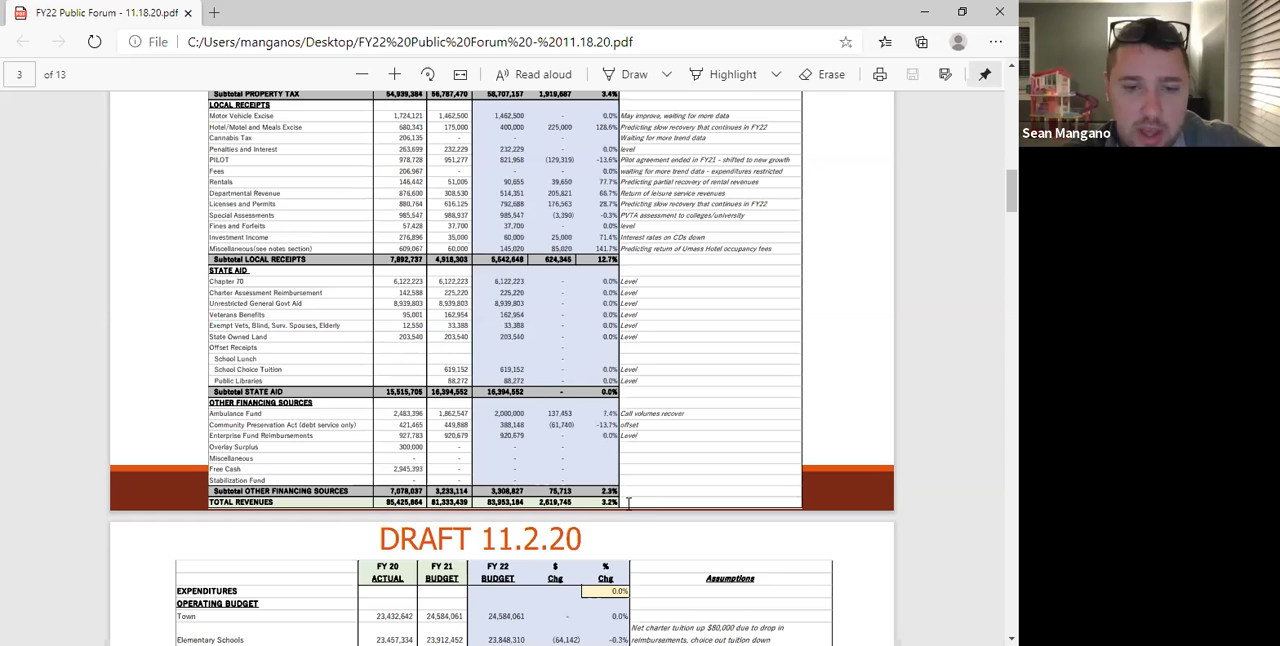 FY22 Public Forum - 11.18.20.pdf
File C:/Users/manganos/Desktop/FY22%20Public%20Forum%20-%2011.18.20.pdf
3 of 13 Read aloud Draw Highlight Erase
Sean Mangano
Subtotal PROPERTY TAX 54,939,384 56,787,470 58,707,157 1,919,687 3.4%
LOCAL RECEIPTS
Motor Vehicle Excise 1,724,121 1,462,500 1,462,500 - 0.0% May improve, waiting for more data
Hotel/Motel and Meals Excise 680,343 175,000 400,000 225,000 128.6% Predicting slow recovery that continues in FY22
Cannabis Tax 206,135 - - - Waiting for more trend data
Penalties and Interest 263,699 232,229 232,229 - 0.0% level
PILOT 978,728 951,277 821,958 (129,319) -13.6% Pilot agreement ended in FY21 - shifted to new growth
Fees 206,967 - - - 0.0% waiting for more trend data - expenditures restricted
Rentals 146,442 51,005 90,655 39,650 77.7% Predicting partial recovery of rental revenues
Departmental Revenue 876,600 308,530 514,351 205,821 66.7% Return of leisure service revenues
Licenses and Permits 880,764 616,125 792,688 176,563 28.7% Predicting slow recovery that continues in FY22
Special Assessments 985,547 988,937 985,547 (3,390) -0.3% PVTA assessment to colleges/university
Fines and Forfeits 57,428 37,700 37,700 - 0.0% level
Investment Income 276,896 35,000 60,000 25,000 71.4% Interest rates on CDs down
Miscellaneous(see notes section) 609,067 60,000 145,020 85,020 141.7% Predicting return of Umass Hotel occupancy fees
Subtotal LOCAL RECEIPTS 7,892,737 4,918,303 5,542,648 624,345 12.7%
STATE AID
Chapter 70 6,122,223 6,122,223 6,122,223 - 0.0% Level
Charter Assessment Reimbursement 142,588 225,220 225,220 - 0.0% Level
Unrestricted General Govt Aid 8,939,803 8,939,803 8,939,803 - 0.0% Level
Veterans Benefits 95,001 162,954 162,954 - 0.0% Level
Exempt Vets, Blind, Surv. Spouses, Elderly 12,550 33,388 33,388 - 0.0% Level
State Owned Land 203,540 203,540 203,540 - 0.0% Level
Offset Receipts -
School Lunch -
School Choice Tuition 619,152 619,152 - 0.0% Level
Public Libraries 88,272 88,272 - 0.0% Level
Subtotal STATE AID 15,515,705 16,394,552 16,394,552 - 0.0%
OTHER FINANCING SOURCES
Ambulance Fund 2,483,396 1,862,547 2,000,000 137,453 7.4% Call volumes recover
Community Preservation Act (debt service only) 421,465 449,888 388,148 (61,740) -13.7% offset
Enterprise Fund Reimbursements 927,783 920,679 920,679 - 0.0% Level
Overlay Surplus 300,000 - - -
Miscellaneous - - - -
Free Cash 2,945,393 - - -
Stabilization Fund - - - -
Subtotal OTHER FINANCING SOURCES 7,078,037 3,233,114 3,308,827 75,713 2.3%
TOTAL REVENUES 85,425,864 81,333,439 83,953,184 2,619,745 3.2%
DRAFT 11.2.20
FY 20 FY 21 FY 22 $ %
ACTUAL BUDGET BUDGET Chg Chg Assumptions
EXPENDITURES 0.0%
OPERATING BUDGET
Town 23,432,642 24,584,061 24,584,061 - 0.0%
Net charter tuition up $80,000 due to drop in
Elementary Schools 23,457,334 23,912,452 23,848,310 (64,142) -0.3% reimbursements, choice out tuition down